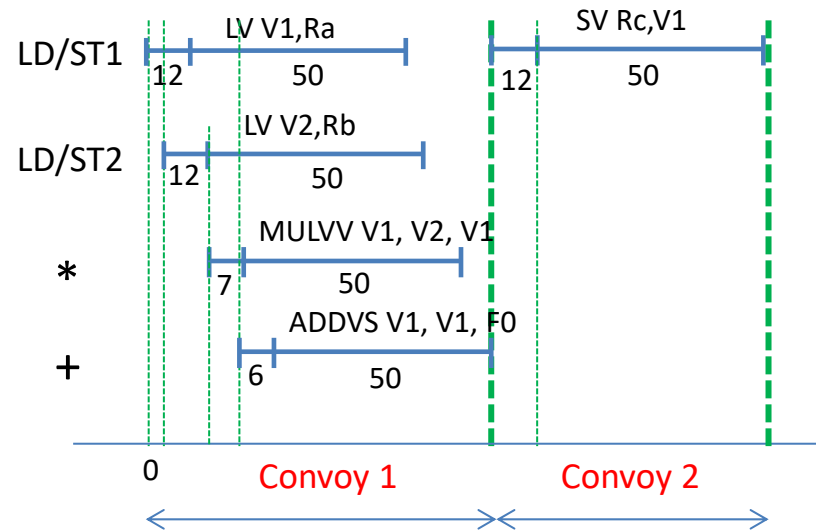 LV V1,Ra
SV Rc,V1
LD/ST1
12
50
12
50
LV V2,Rb
LD/ST2
12
50
MULVV V1, V2, V1
*
7
50
ADDVS V1, V1, F0
+
6
50
0
Convoy 1
Convoy 2